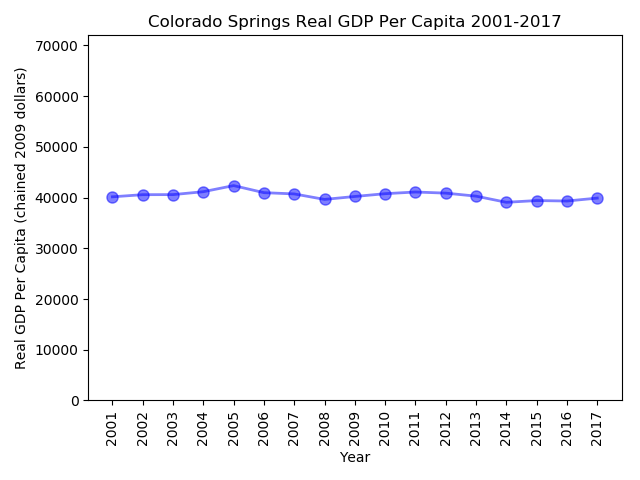 Colorado Springs Real GDP Per Capita 2001-2017
Real GDP Per Capita (chained 2009 dollars)
70000
60000
50000
40000
30000
20000
10000
0
2001 2002 2003 2004 2005 2006 2007 2008 2009 2010 2011 2012 2013 2014 2015 2016 2017
Year